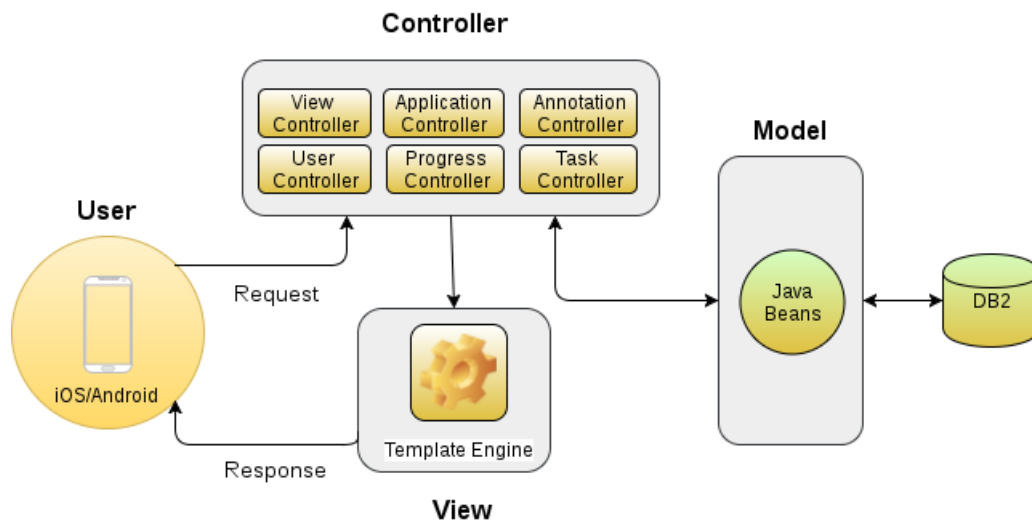 Controller
View
Controller
Application
Controller
Annotation
Controller
User
Controller
Progress
Controller
Task
Controller
Model
User
Request
iOS/Android
Java
Beans
DB2
Template Engine
Response
View